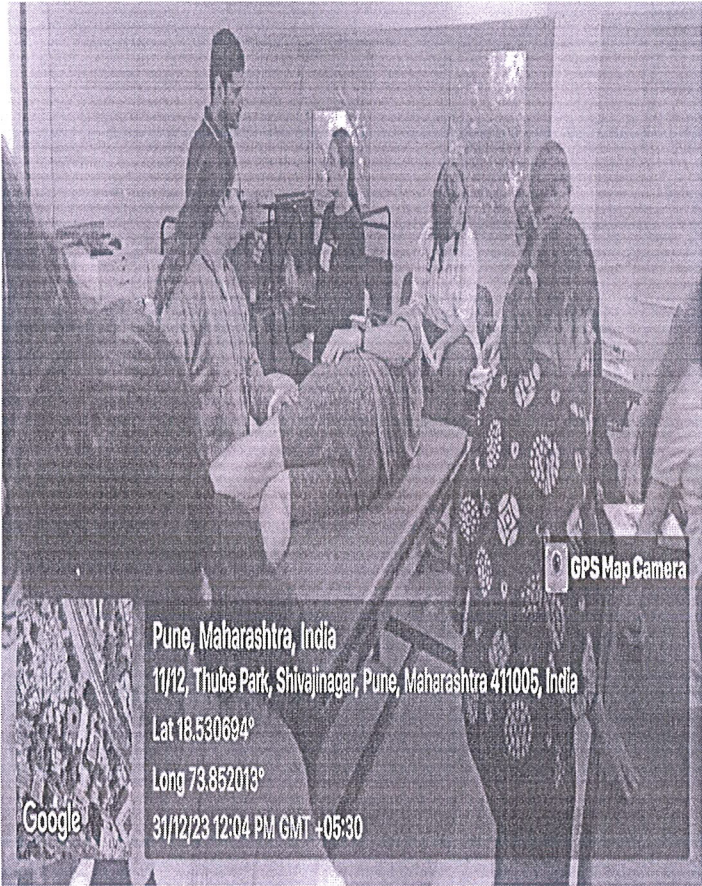 GPS Map Camera
Pune, Maharashtra, India
11/12, Thube Park, Shivajinagar, Pune, Maharashtra 411005, India
Lat 18.530694°
Long 73.852013°
31/12/23 12:04 PM GMT +05:30
Google